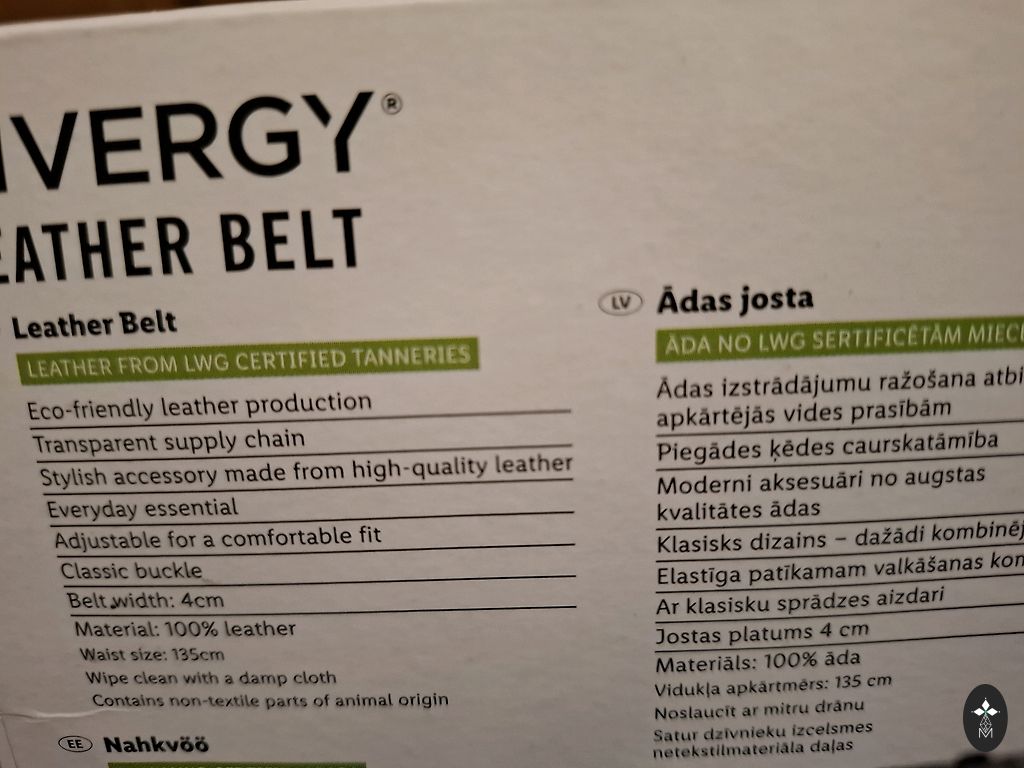 IVERGY®
EATHER BELT
Leather Belt
LEATHER FROM LWG CERTIFIED TANNERIES
Eco-friendly leather production
Transparent supply chain
Stylish accessory made from high-quality leather
Everyday essential
Adjustable for a comfortable fit
Classic buckle
Belt width: 4cm
Material: 100% leather
Waist size: 135cm
Wipe clean with a damp cloth
Contains non-textile parts of animal origin
EE Nahkvöö
LV Ādas josta
ĀDA NO LWG SERTIFICĒTĀM MIECĒ
Ādas izstrādājumu ražošana atbi
apkārtējās vides prasībām
Piegādes ķēdes caurskatāmība
Moderni aksesuāri no augstas
kvalitātes ādas
Klasisks dizains – dažādi kombinēj
Elastīga patīkamam valkāšanas kom
Ar klasisku sprādzes aizdari
Jostas platums 4 cm
Materiāls: 100% āda
Vidukļa apkārtmērs: 135 cm
Noslaucīt ar mitru drānu
Satur dzīvnieku izcelsmes
netekstilmateriāla daļas
M